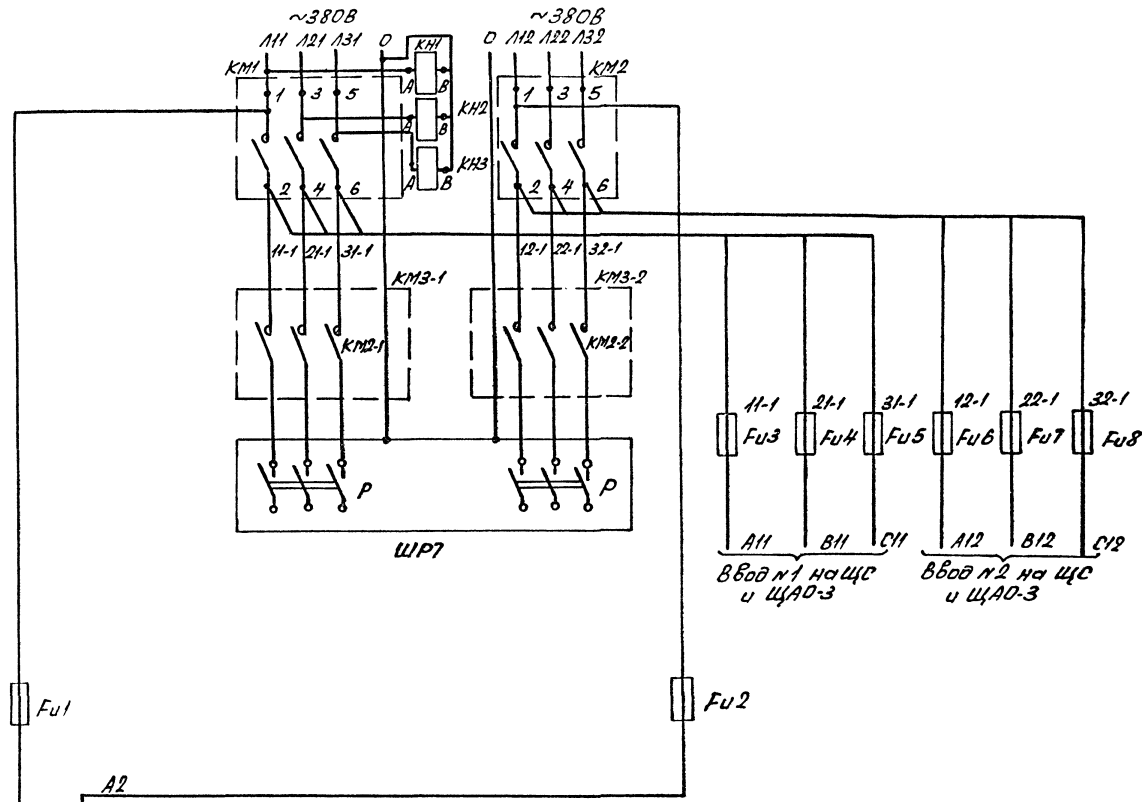 ~380В ~380В
Л11 Л21 Л31 0 КН1 0 Л12 Л22 Л32
КМ1 КМ2
А В
1 3 5 1 3 5
КН2
А В
КН3
А В
2 4 6 2 4 6
11-1 21-1 31-1 12-1 22-1 32-1
КМ3-1 КМ3-2
КМ2-1 КМ2-2
11-1 21-1 31-1 12-1 22-1 32-1
Fu3 Fu4 Fu5 Fu6 Fu7 Fu8
Р Р
ШР7
А11 В11 С11 А12 В12 С12
Ввод №1 на ЩС Ввод №2 на ЩС
и ЩАО-3 и ЩАО-3
Fu1 Fu2
А2